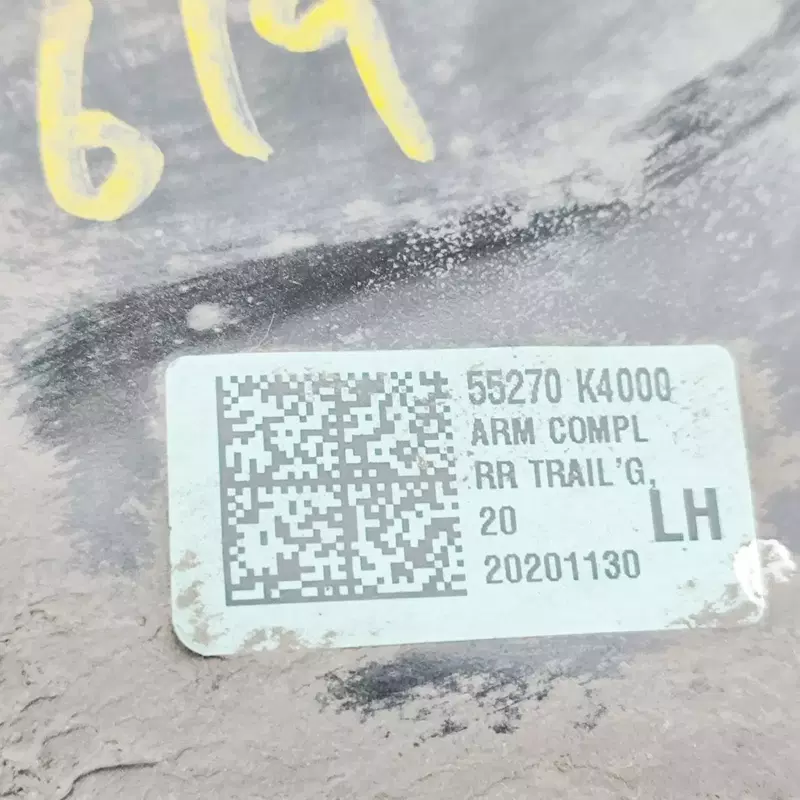 619
55270 K4000
ARM COMPL
RR TRAIL'G,
20 LH
20201130